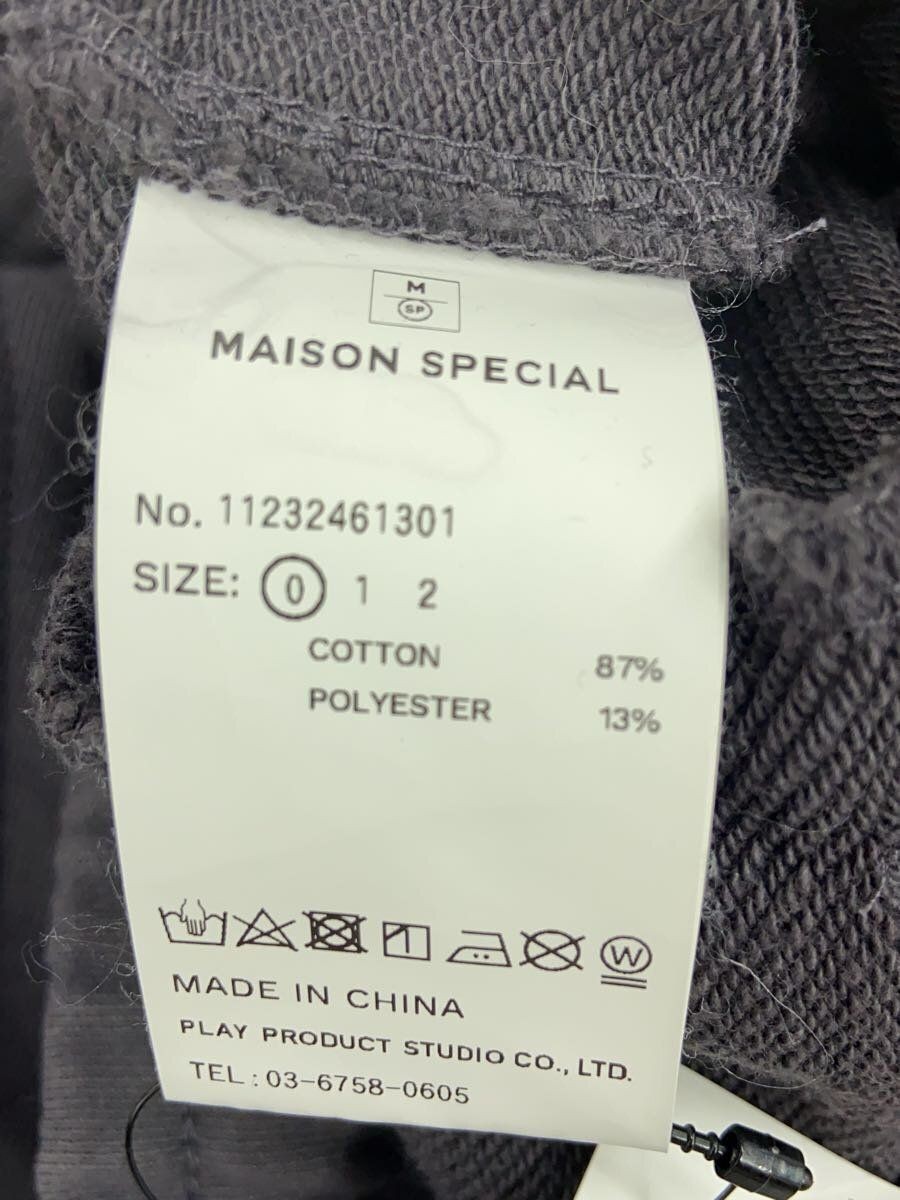 M
SP
MAISON SPECIAL
No. 11232461301
SIZE: 0 1 2
COTTON 87%
POLYESTER 13%
W
MADE IN CHINA
PLAY PRODUCT STUDIO CO., LTD.
TEL : 03-6758-0605